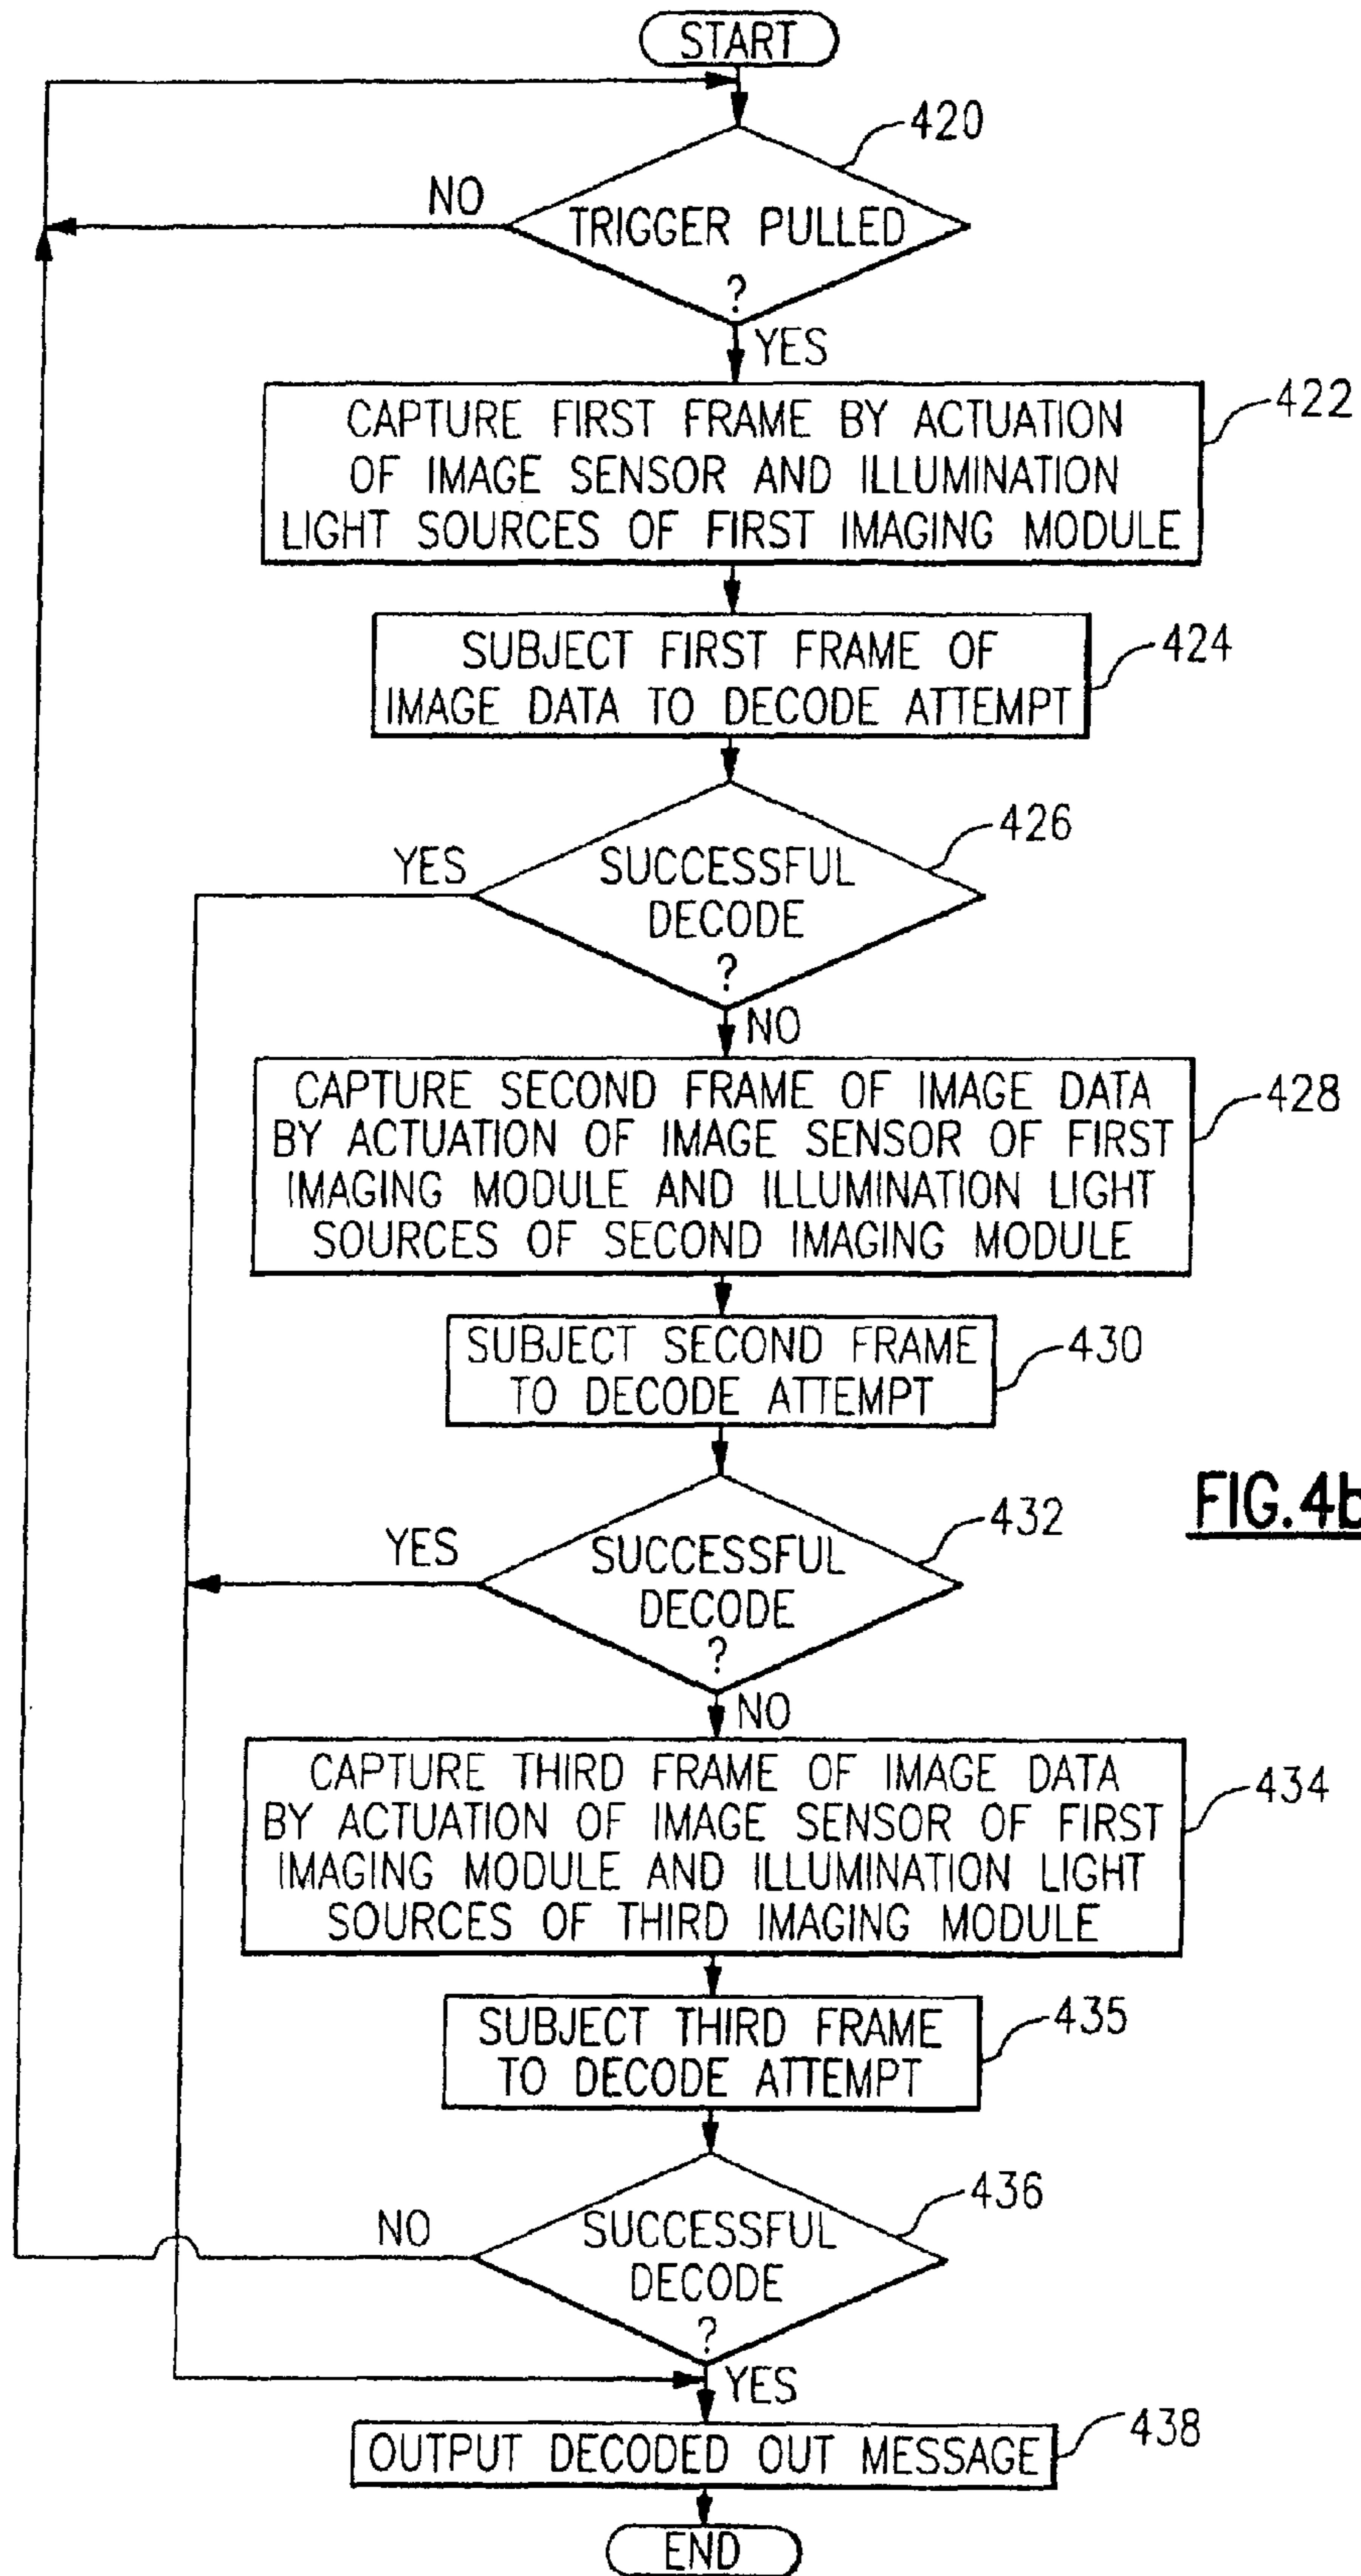 START
420
NO
TRIGGER PULLED
?
YES
422
CAPTURE FIRST FRAME BY ACTUATION
OF IMAGE SENSOR AND ILLUMINATION
LIGHT SOURCES OF FIRST IMAGING MODULE
424
SUBJECT FIRST FRAME OF
IMAGE DATA TO DECODE ATTEMPT
426
YES
SUCCESSFUL
DECODE
?
NO
428
CAPTURE SECOND FRAME OF IMAGE DATA
BY ACTUATION OF IMAGE SENSOR OF FIRST
IMAGING MODULE AND ILLUMINATION LIGHT
SOURCES OF SECOND IMAGING MODULE
430
SUBJECT SECOND FRAME
TO DECODE ATTEMPT
FIG.4b
432
YES
SUCCESSFUL
DECODE
?
NO
434
CAPTURE THIRD FRAME OF IMAGE DATA
BY ACTUATION OF IMAGE SENSOR OF FIRST
IMAGING MODULE AND ILLUMINATION LIGHT
SOURCES OF THIRD IMAGING MODULE
435
SUBJECT THIRD FRAME
TO DECODE ATTEMPT
436
NO
SUCCESSFUL
DECODE
?
YES
438
OUTPUT DECODED OUT MESSAGE
END